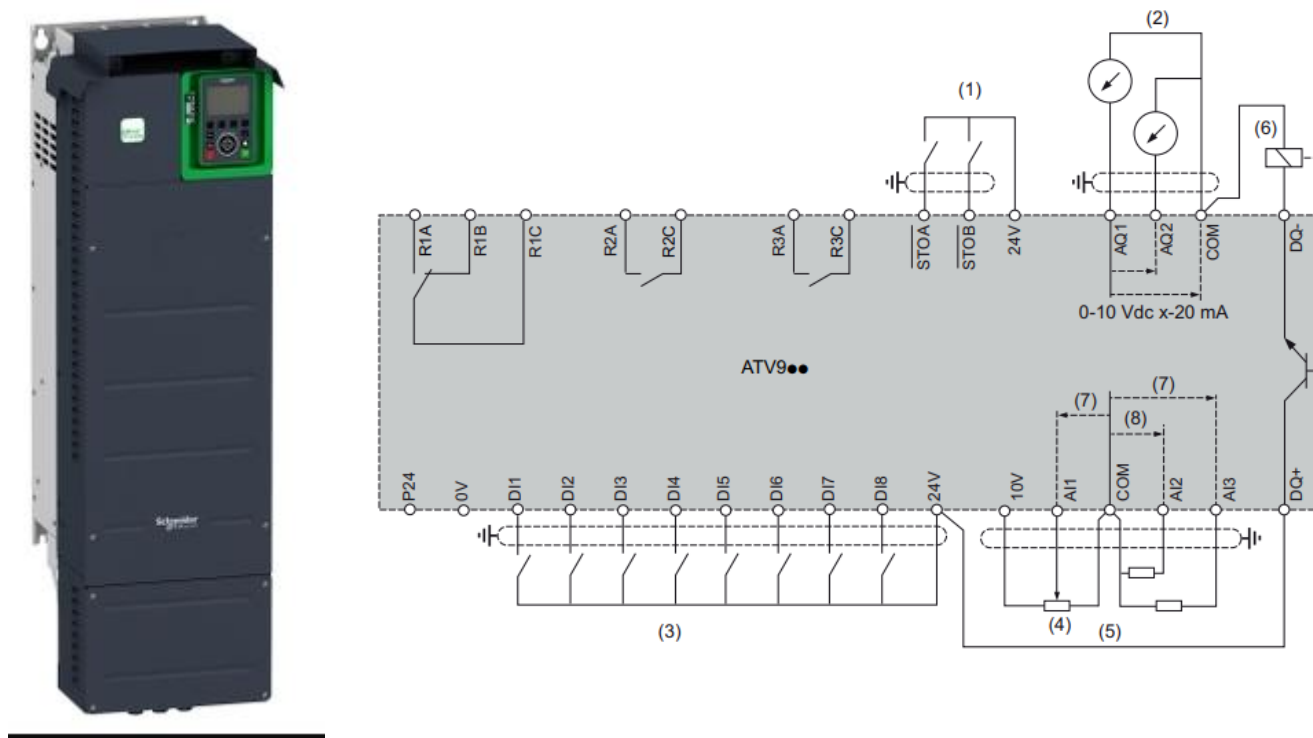 Schneider
(2)
(1)
(6)
R1A
R1B
R1C
R2A
R2C
R3A
R3C
STOA
STOB
24V
AQ1
AQ2
COM
DQ-
0-10 Vdc x-20 mA
ATV9●●
(7)
(7)
(8)
P24
0V
DI1
DI2
DI3
DI4
DI5
DI6
DI7
DI8
24V
10V
AI1
COM
AI2
AI3
DQ+
(3)
(4)
(5)